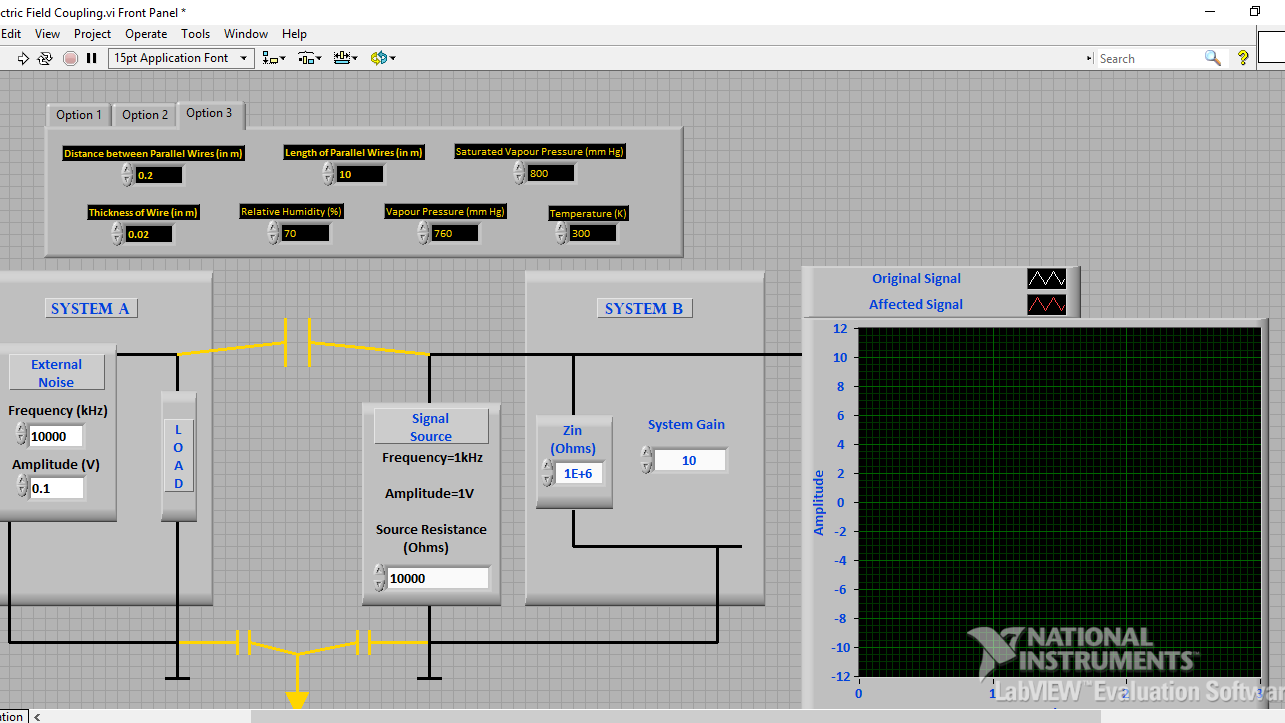 ctric Field Coupling.vi Front Panel *
Edit View Project Operate Tools Window Help
15pt Application Font
Search
?
Option 1 Option 2 Option 3
Distance between Parallel Wires (in m) Length of Parallel Wires (in m) Saturated Vapour Pressure (mm Hg)
0.2 10 800
Thickness of Wire (in m) Relative Humidity (%) Vapour Pressure (mm Hg) Temperature (K)
0.02 70 760 300
SYSTEM A
External
Noise
Frequency (kHz)
10000
Amplitude (V)
0.1
L
O
A
D
Signal
Source
Frequency=1kHz
Amplitude=1V
Source Resistance
(Ohms)
10000
SYSTEM B
Zin
(Ohms)
1E+6
System Gain
10
Original Signal
Affected Signal
Amplitude
12
10
8
6
4
2
0
-2
-4
-6
-8
-10
-12
0 1 2 3
NATIONAL
INSTRUMENTS™
LabVIEW™ Evaluation Softwar
tion <